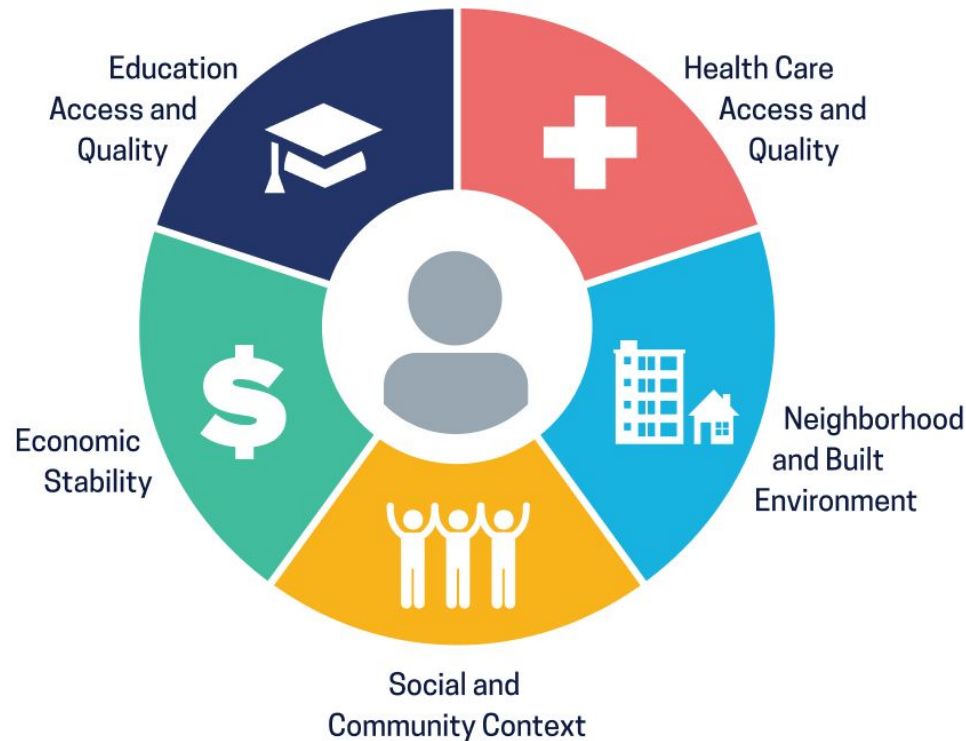 Education
Access and
Quality
Health Care
Access and
Quality
Economic
Stability
Neighborhood
and Built
Environment
Social and
Community Context